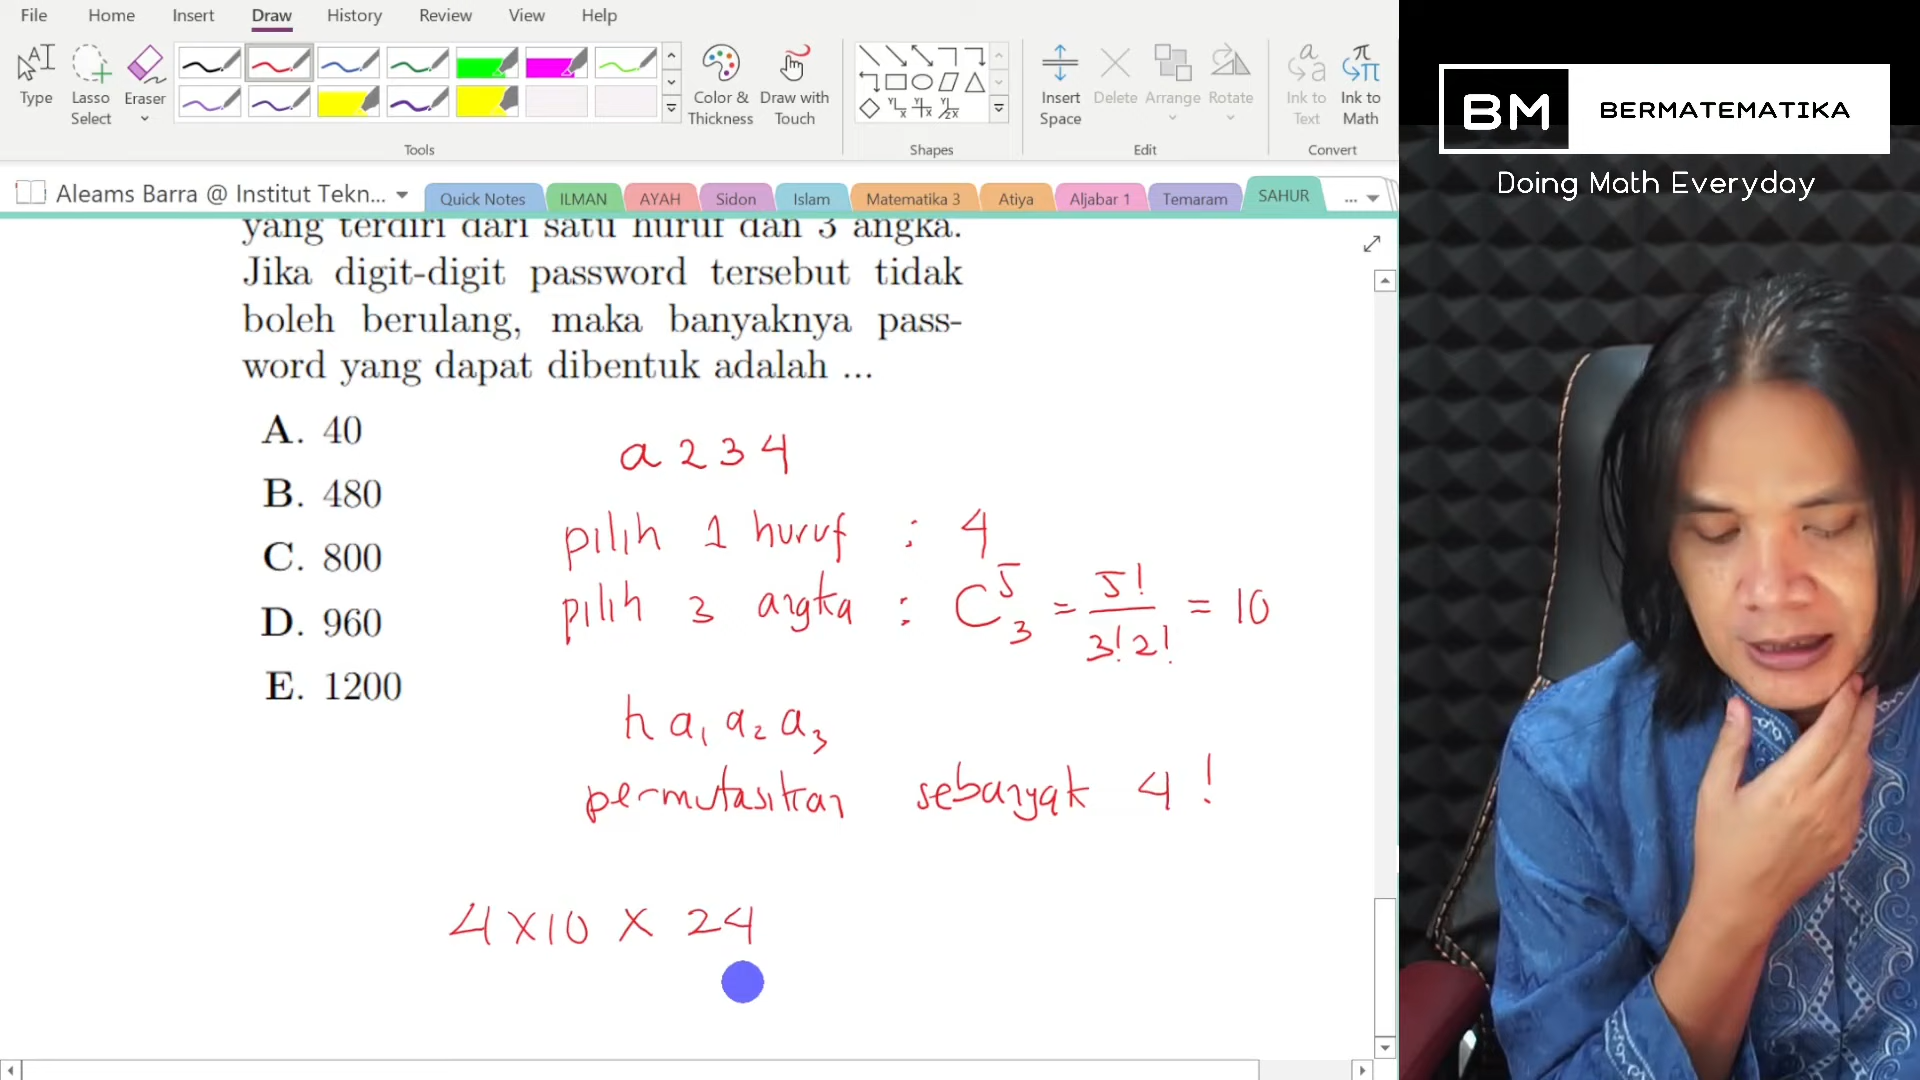 File Home Insert Draw History Review View Help
Type
Lasso Select
Eraser
Color & Thickness
Draw with Touch
Insert Space
Delete
Arrange
Rotate
Ink to Text
Ink to Math
Tools
Shapes
Edit
Convert
BM BERMATEMATIKA
Doing Math Everyday
Aleams Barra @ Institut Tekn...
Quick Notes ILMAN AYAH Sidon Islam Matematika 3 Atiya Aljabar 1 Temaram SAHUR ...
yang terdiri dari satu huruf dan 3 angka.
Jika digit-digit password tersebut tidak
boleh berulang, maka banyaknya pass-
word yang dapat dibentuk adalah ...
A. 40
B. 480
C. 800
D. 960
E. 1200
a 2 3 4
pilih 1 huruf : 4
pilih 3 angka : C⁵₃ = 5!/3!2! = 10
h a₁ a₂ a₃
permutasikan sebanyak 4!
4 x 10 x 24